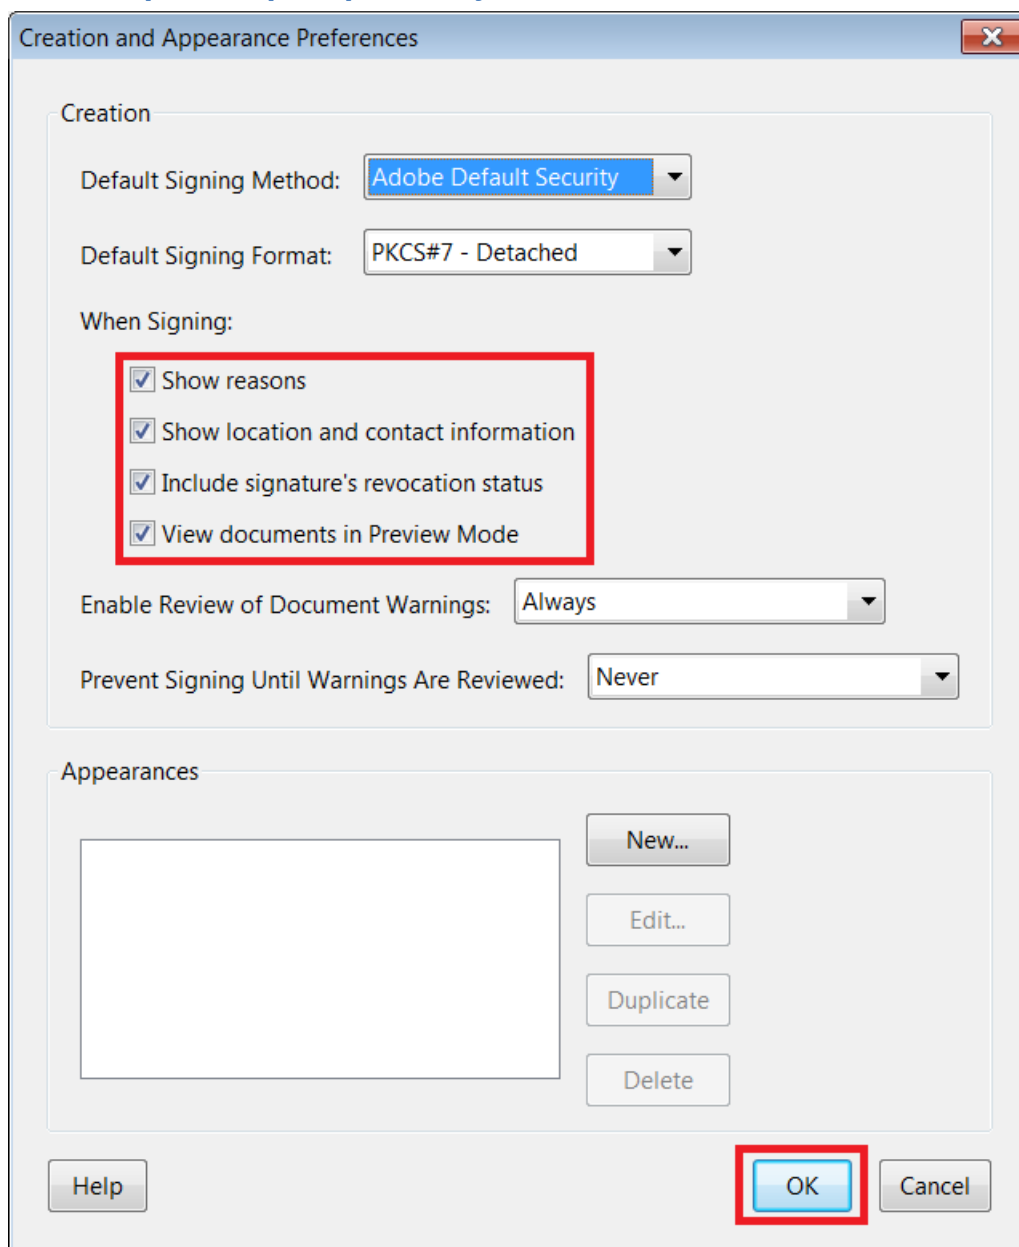 Creation and Appearance Preferences
Creation
Default Signing Method: Adobe Default Security
Default Signing Format: PKCS#7 - Detached
When Signing:
Show reasons
Show location and contact information
Include signature's revocation status
View documents in Preview Mode
Enable Review of Document Warnings: Always
Prevent Signing Until Warnings Are Reviewed: Never
Appearances
New...
Edit...
Duplicate
Delete
Help OK Cancel